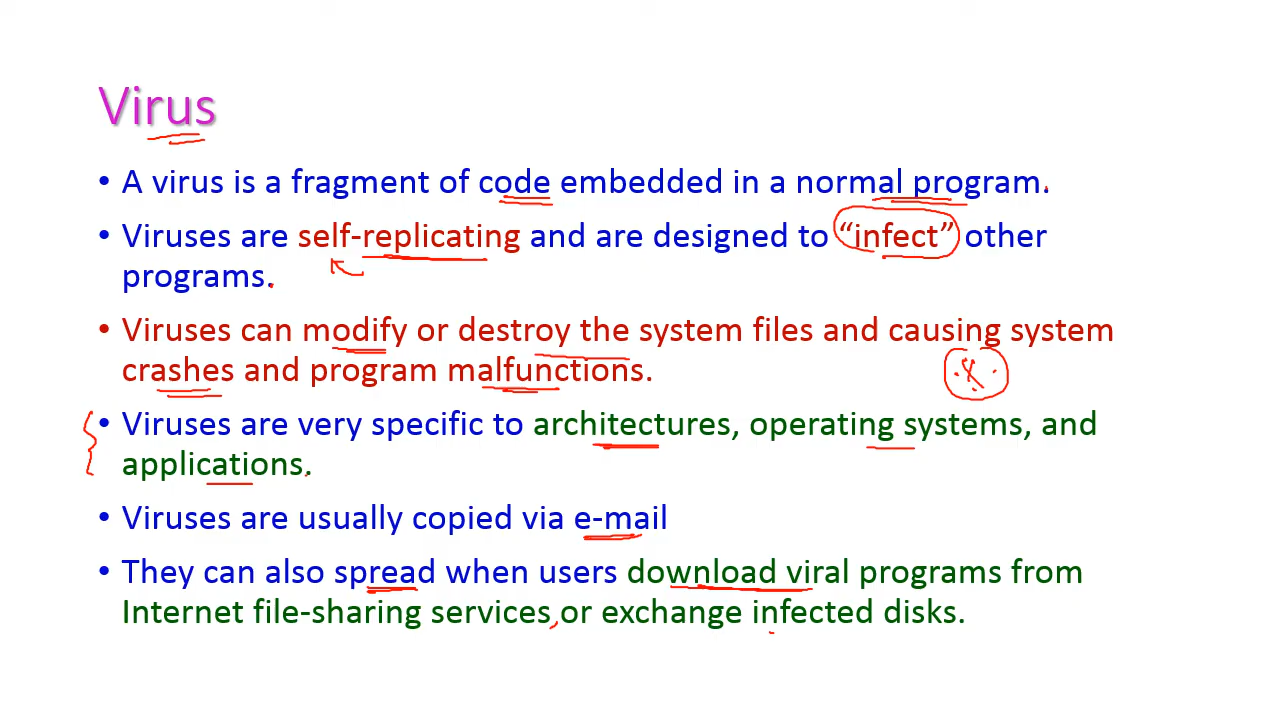 Virus
• A virus is a fragment of code embedded in a normal program.
• Viruses are self-replicating and are designed to “infect” other
programs.
• Viruses can modify or destroy the system files and causing system
crashes and program malfunctions.
• Viruses are very specific to architectures, operating systems, and
applications.
• Viruses are usually copied via e-mail
• They can also spread when users download viral programs from
Internet file-sharing services or exchange infected disks.